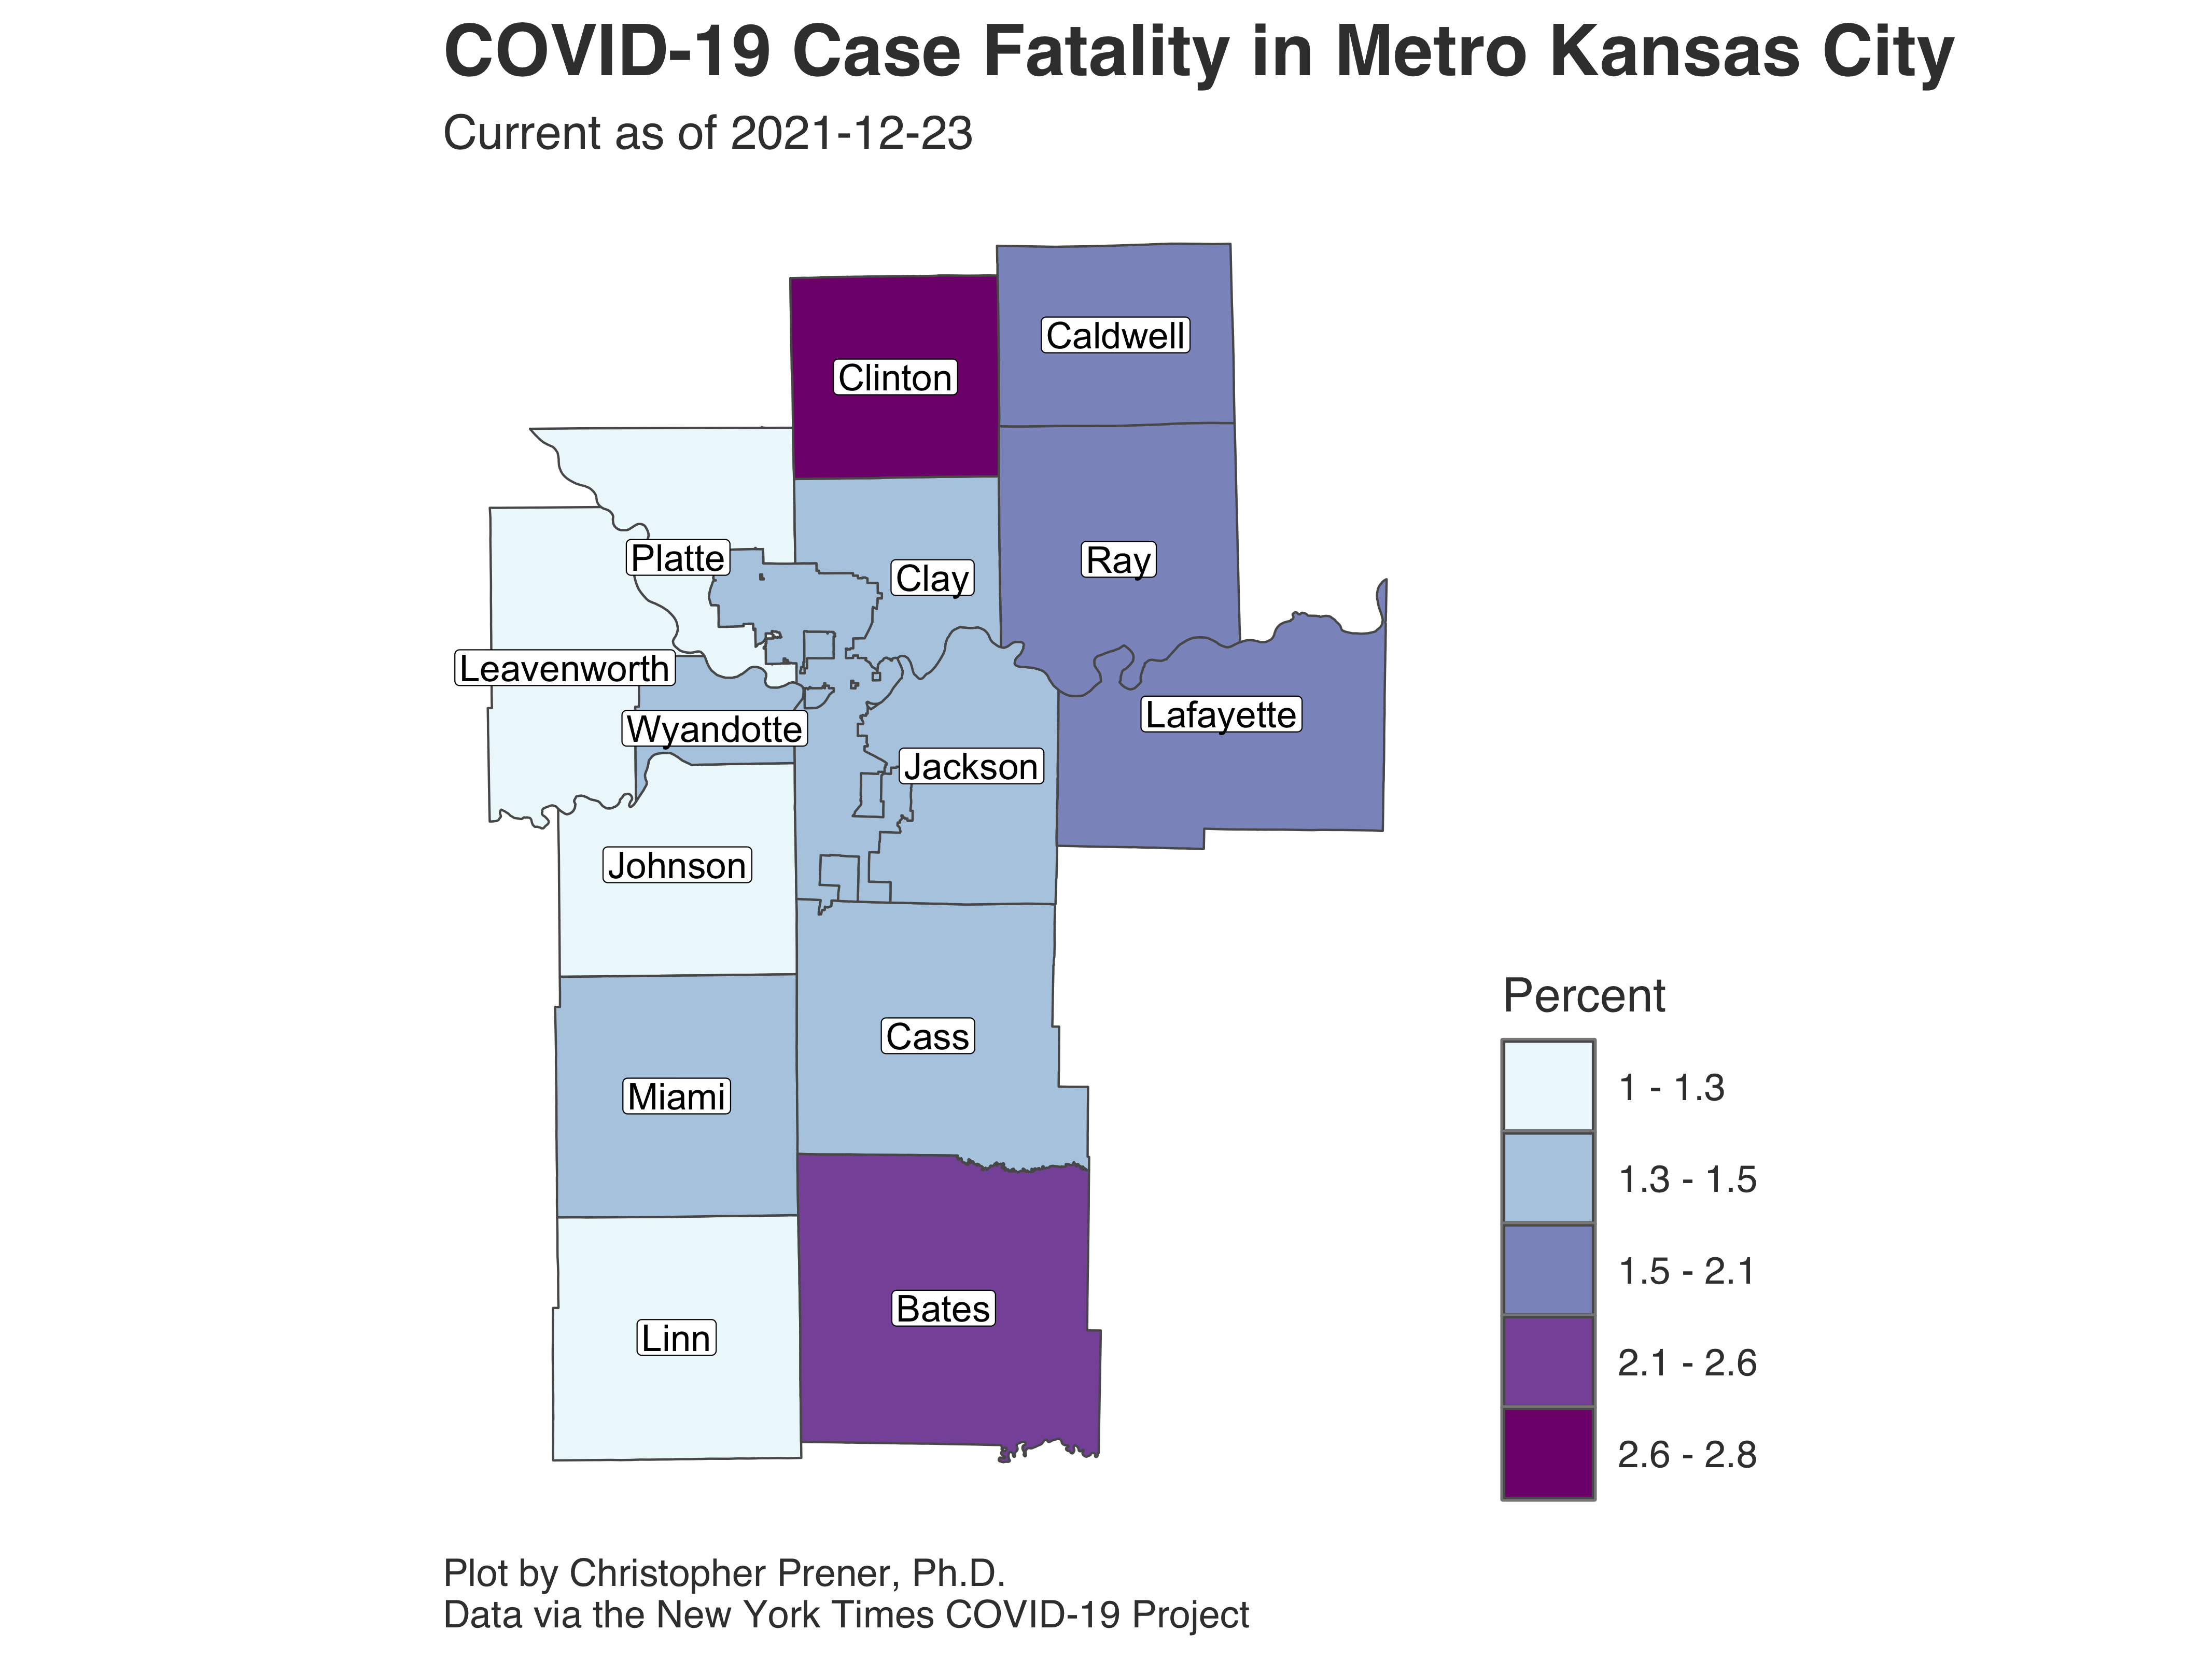 COVID-19 Case Fatality in Metro Kansas City
Current as of 2021-12-23
Caldwell
Clinton
Platte
Clay
Ray
Leavenworth
Wyandotte
Lafayette
Jackson
Johnson
Cass
Miami
Bates
Linn
Percent
1 - 1.3
1.3 - 1.5
1.5 - 2.1
2.1 - 2.6
2.6 - 2.8
Plot by Christopher Prener, Ph.D.
Data via the New York Times COVID-19 Project